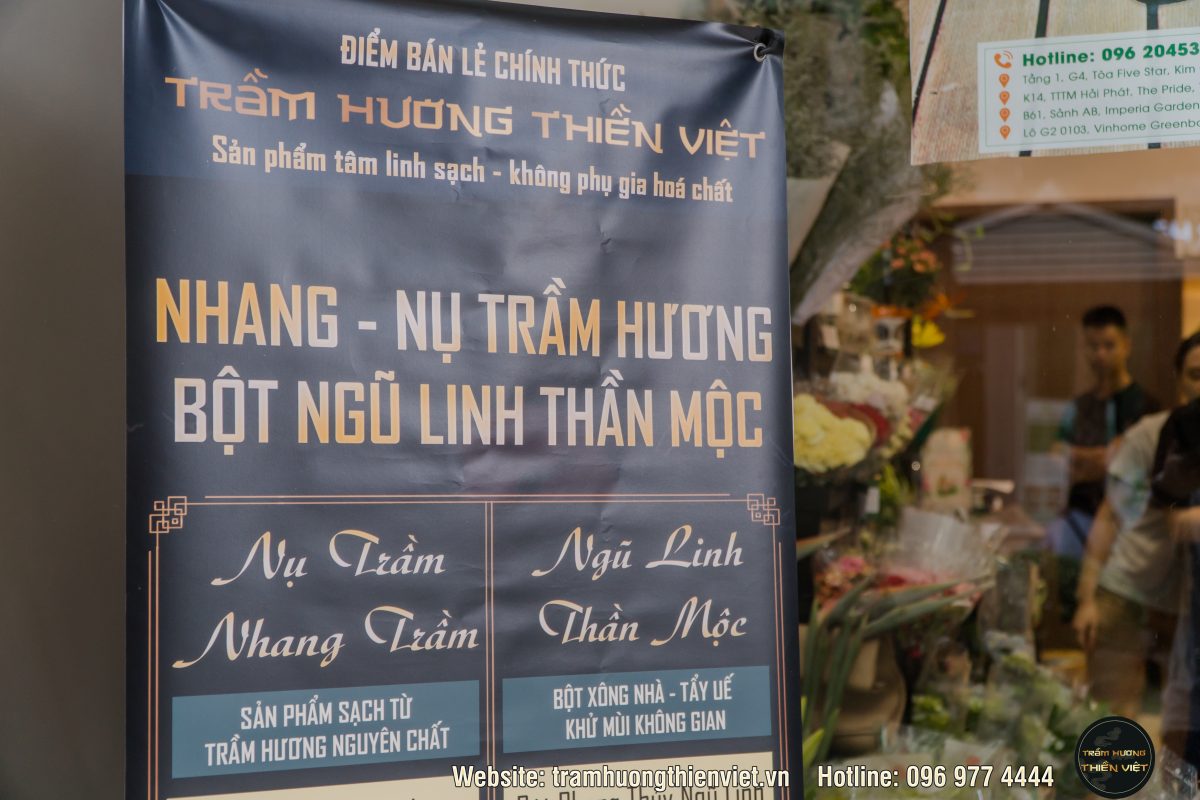 ĐIỂM BÁN LẺ CHÍNH THỨC
TRẦM HƯƠNG THIỀN VIỆT
Sản phẩm tâm linh sạch - không phụ gia hoá chất
NHANG - NỤ TRẦM HƯƠNG
BỘT NGŨ LINH THẦN MỘC
Nụ Trầm
Nhang Trầm
SẢN PHẨM SẠCH TỪ
TRẦM HƯƠNG NGUYÊN CHẤT
Ngũ Linh
Thần Mộc
BỘT XÔNG NHÀ - TẨY UẾ
KHỬ MÙI KHÔNG GIAN
Hotline: 096 20453
Tầng 1, G4, Tòa Five Star, Kim
K14, TTTM Hải Phát, The Pride,
B61, Sảnh AB, Imperia Garden
Lô G2 0103, Vinhome Greenba
Website: tramhuongthienviet.vn Hotline: 096 977 4444
TRẦM HƯƠNG
THIỀN VIỆT